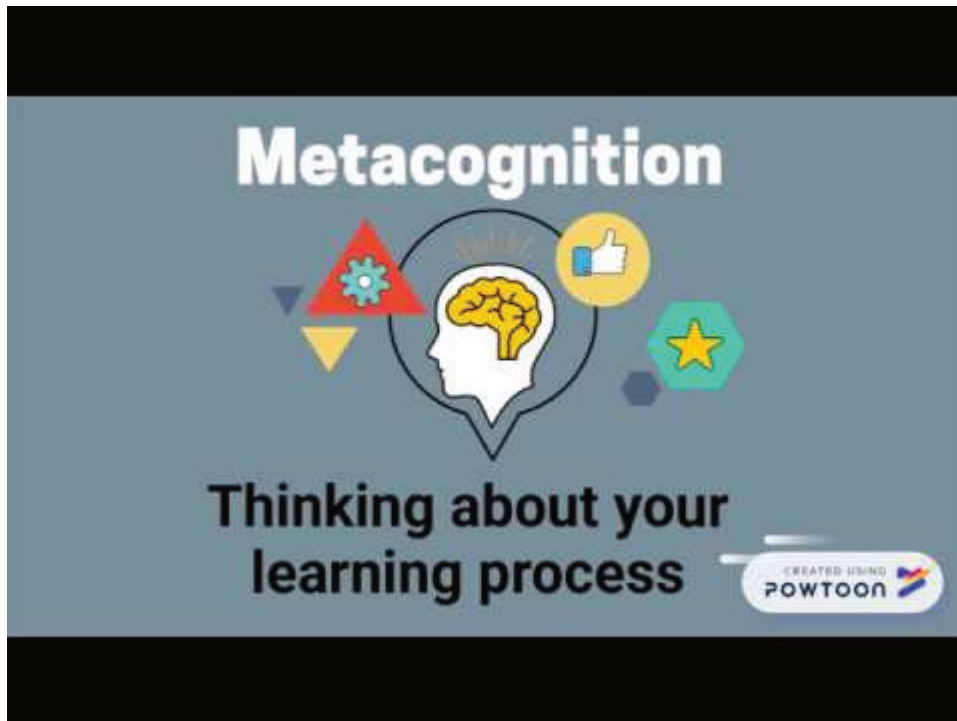 Metacognition
Thinking about your
learning process
CREATED USING
POWTOON